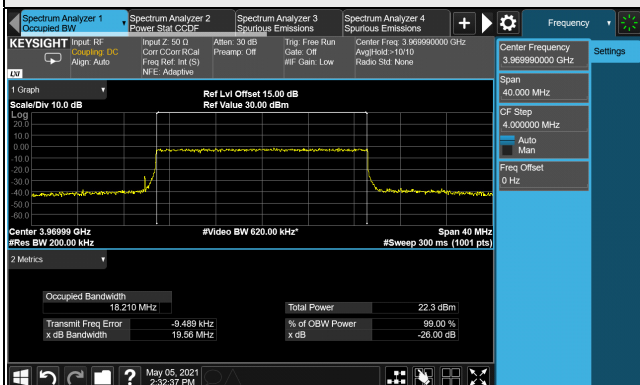 Spectrum Analyzer 1
Occupied BW
Spectrum Analyzer 2
Power Stat CCDF
Spectrum Analyzer 3
Spurious Emissions
Spectrum Analyzer 4
Spurious Emissions
Frequency
KEYSIGHT
Input: RF
Coupling: DC
Align: Auto
Input Z: 50 Ω
Corr CCorr RCal
Freq Ref: Int (S)
NFE: Adaptive
Atten: 30 dB
Preamp: Off
Trig: Free Run
Gate: Off
#IF Gain: Low
Center Freq: 3.969990000 GHz
Avg|Hold:>10/10
Radio Std: None
LXI
Center Frequency
3.969990000 GHz
Settings
Span
40.000 MHz
CF Step
4.000000 MHz
Auto
Man
Freq Offset
0 Hz
1 Graph
Scale/Div 10.0 dB
Ref Lvl Offset 15.00 dB
Ref Value 30.00 dBm
Log
20.0
10.0
0.00
-10.0
-20.0
-30.0
-40.0
-50.0
-60.0
Center 3.96999 GHz
#Video BW 620.00 kHz*
Span 40 MHz
#Res BW 200.00 kHz
#Sweep 300 ms (1001 pts)
2 Metrics
Occupied Bandwidth
18.210 MHz
Total Power 22.3 dBm
Transmit Freq Error -9.489 kHz
% of OBW Power 99.00 %
x dB Bandwidth 19.56 MHz
x dB -26.00 dB
?
May 05, 2021
2:32:37 PM